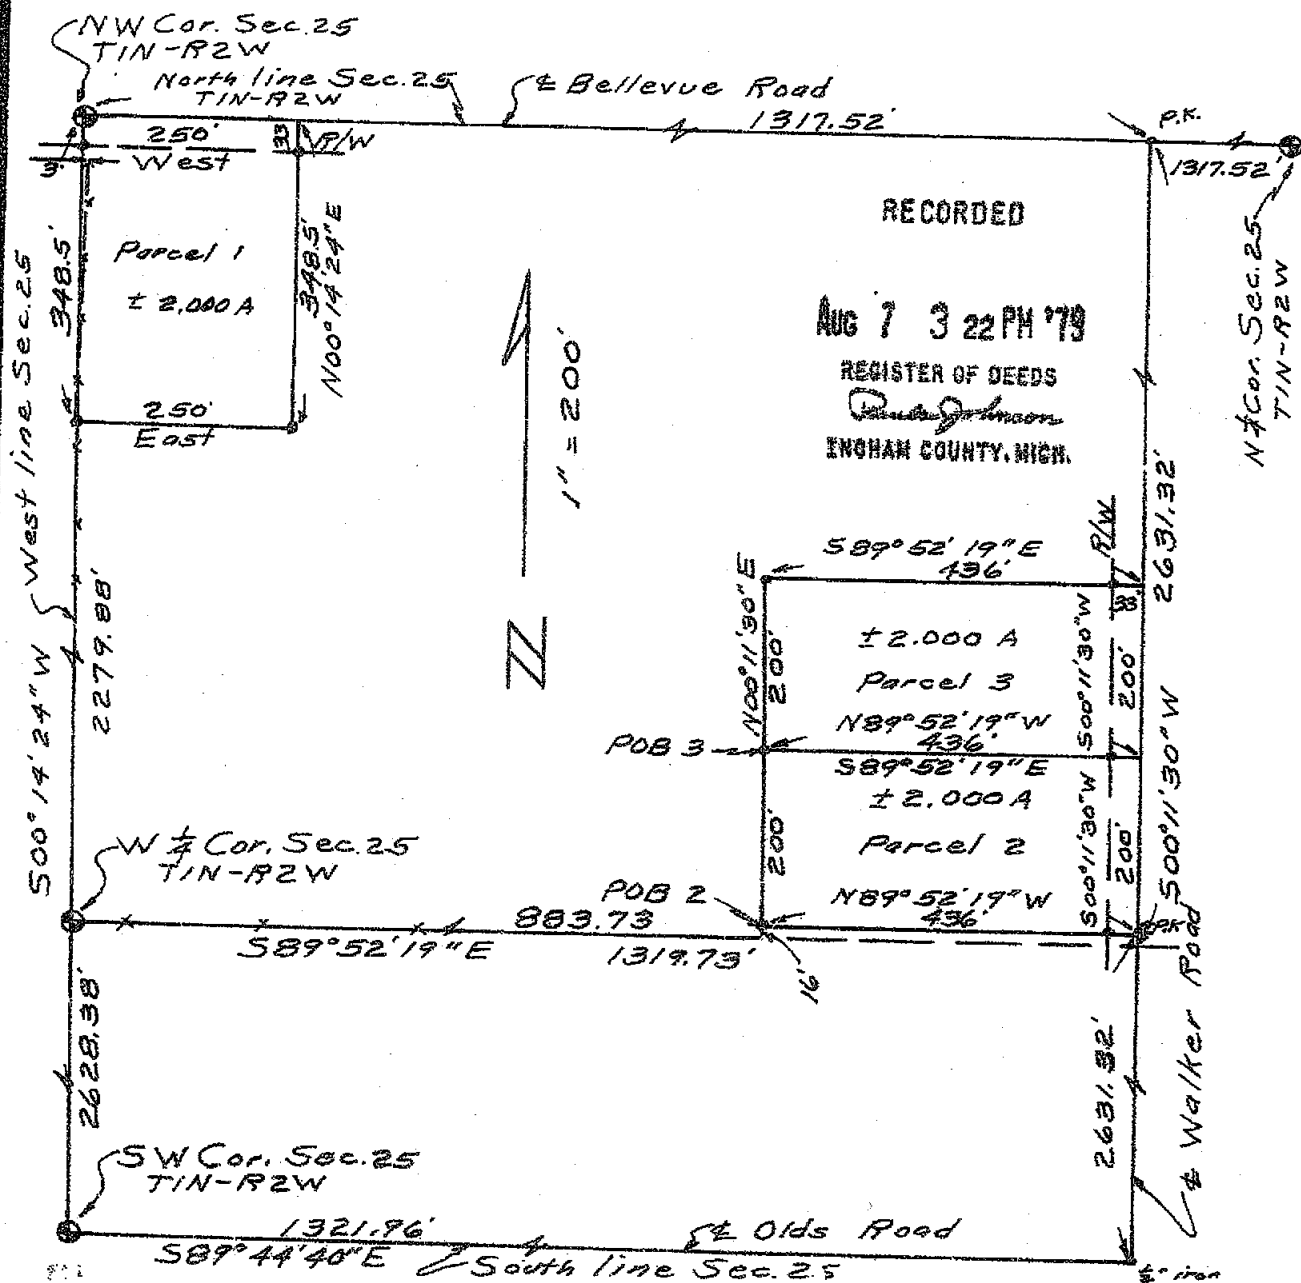 NW Cor. Sec. 25
T1N-R2W
North line Sec. 25
T1N-R2W
℄ Bellevue Road
1317.52'
P.K.
1317.52'
N ¼ Cor. Sec. 25
T1N-R2W
250'
West
33'
R/W
3'
348.5'
Parcel 1
± 2.000 A
348.5'
N00°14'24"E
250'
East
West line Sec. 25
S00°14'24"W
2279.88'
1" = 200'
N
RECORDED
AUG 7 3 22 PM '79
REGISTER OF DEEDS
Johnson
INGHAM COUNTY, MICH.
2631.32'
S89°52'19"E
436'
R/W
33'
N00°11'30"E
200'
± 2.000 A
Parcel 3
S00°11'30"W
200'
N89°52'19"W
436'
POB 3
S89°52'19"E
± 2.000 A
Parcel 2
200'
S00°11'30"W
200'
S00°11'30"W
N89°52'19"W
436'
POB 2
W ¼ Cor. Sec. 25
T1N-R2W
883.73
S89°52'19"E
1319.73'
16'
P.K.
2628.38'
2631.32'
℄ Walker Road
SW Cor. Sec. 25
T1N-R2W
1321.96'
S89°44'40"E
℄ Olds Road
South line Sec. 25
½" iron